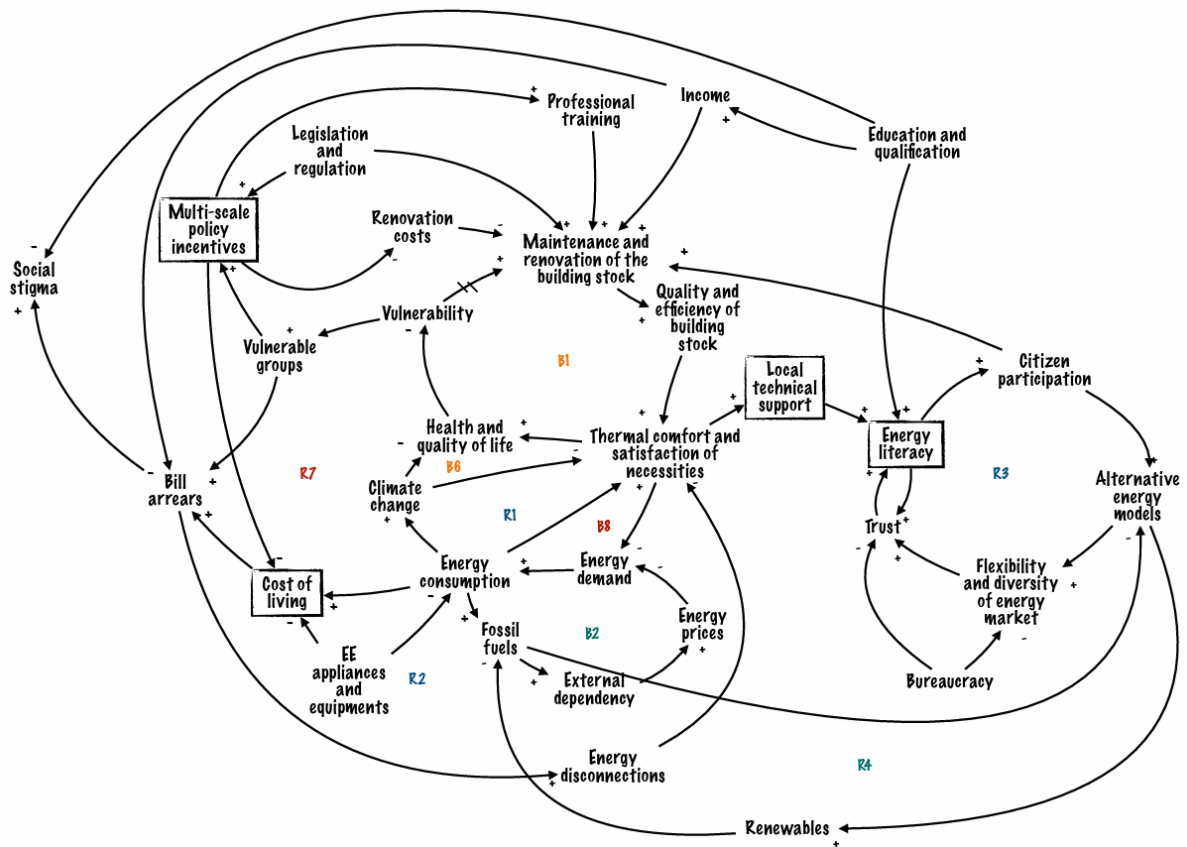 Professional
training
Income
Education and
qualification
Legislation
and
regulation
Multi-scale
policy
incentives
Renovation
costs
Maintenance and
renovation of the
building stock
Social
stigma
Quality and
efficiency of
building
stock
Vulnerability
Vulnerable
groups
B1
Local
technical
support
Citizen
participation
Health and
quality of life
Thermal comfort and
satisfaction of
necessities
Energy
literacy
B6
R7
R3
Bill
arrears
Climate
change
Alternative
energy
models
R1
B8
Trust
Energy
consumption
Energy
demand
Flexibility
and diversity
of energy
market
Cost of
living
Energy
prices
Fossil
fuels
B2
EE
appliances
and
equipments
R2
External
dependency
Bureaucracy
Energy
disconnections
R4
Renewables